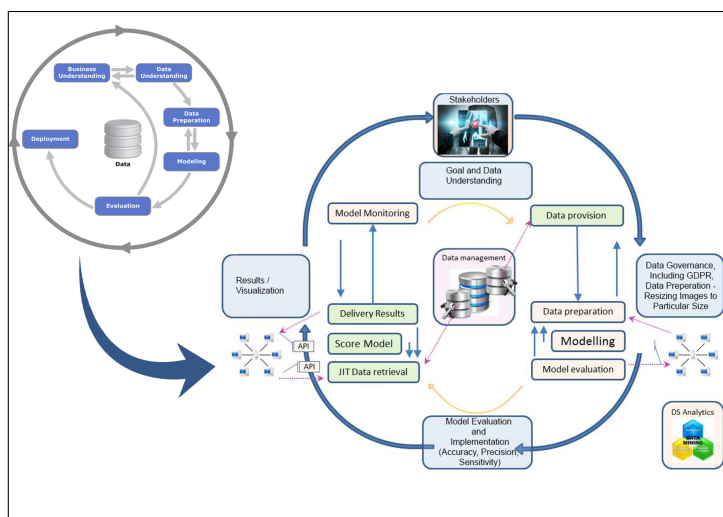 Business
Understanding
Data
Understanding
Data
Preparation
Deployment
Data
Modeling
Evaluation
Stakeholders
Goal and Data
Understanding
Model Monitoring
Data provision
Results /
Visualization
Data management
Data Governance,
Including GDPR,
Data Preperation -
Resizing Images to
Particular Size
Delivery Results
Data preparation
Score Model
Modelling
API
API
JIT Data retrieval
Model evaluation
Model Evaluation
and
Implementation
(Accuracy, Precision,
Sensitivity)
DS Analytics
DATA
MINING